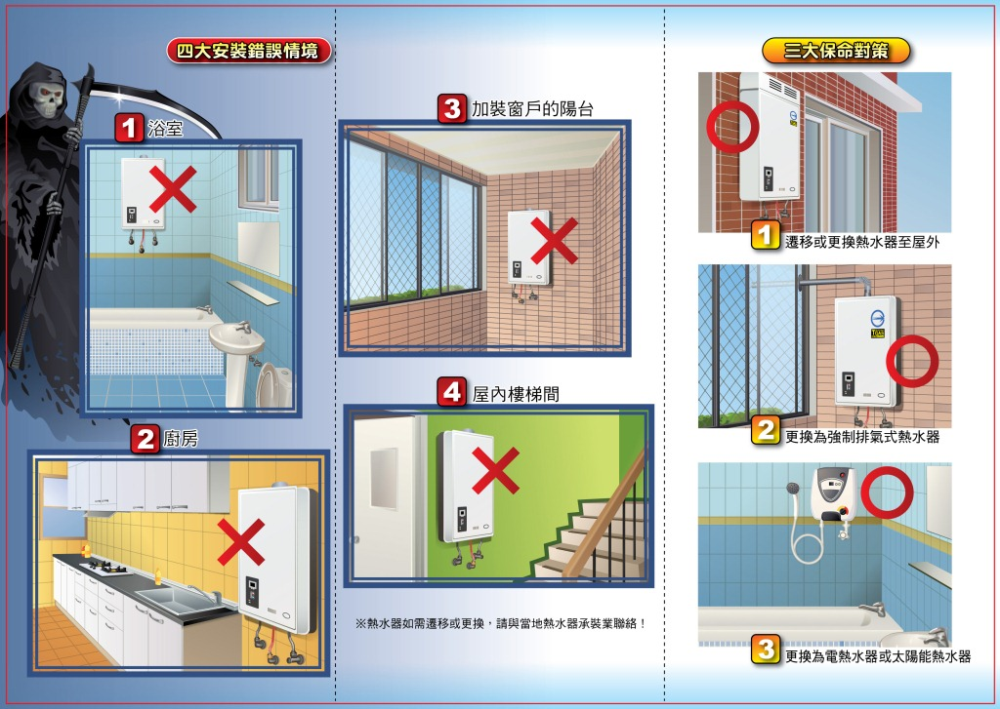 四大安裝錯誤情境
1 浴室
2 廚房
3 加裝窗戶的陽台
4 屋內樓梯間
※熱水器如需遷移或更換，請與當地熱水器承裝業聯絡！
三大保命對策
1 遷移或更換熱水器至屋外
TGAS
2 更換為強制排氣式熱水器
3 更換為電熱水器或太陽能熱水器